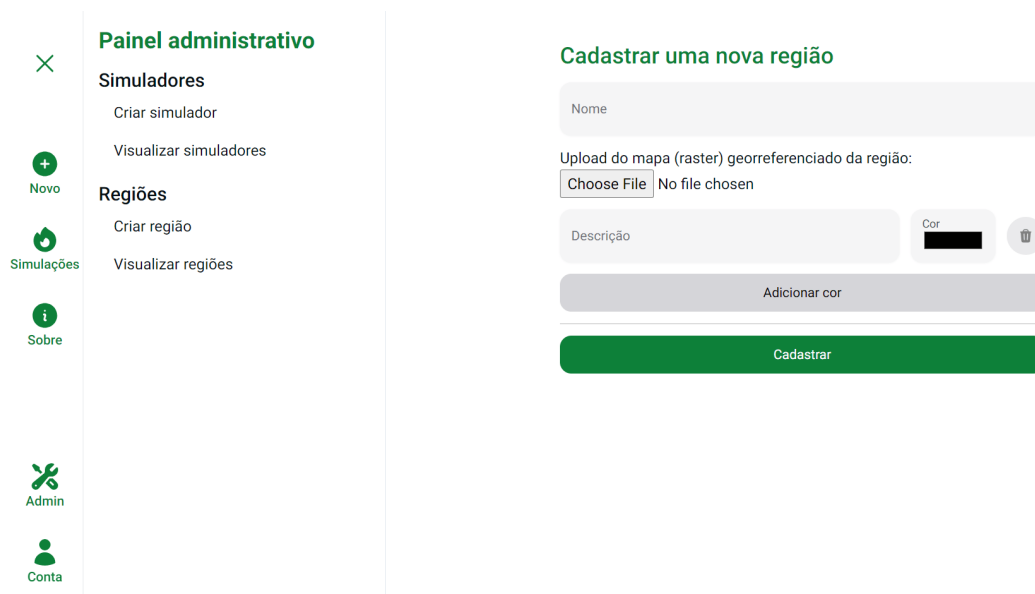 Novo
Simulações
Sobre
Admin
Conta
Painel administrativo
Simuladores
Criar simulador
Visualizar simuladores
Regiões
Criar região
Visualizar regiões
Cadastrar uma nova região
Nome
Upload do mapa (raster) georreferenciado da região:
Choose File No file chosen
Descrição
Cor
Adicionar cor
Cadastrar